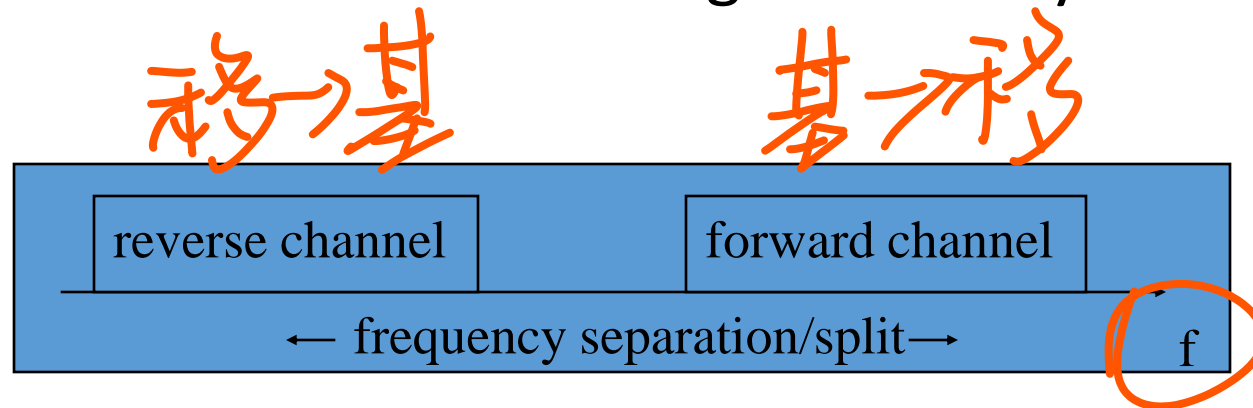 移→基 基→移
reverse channel forward channel
← frequency separation/split→
f